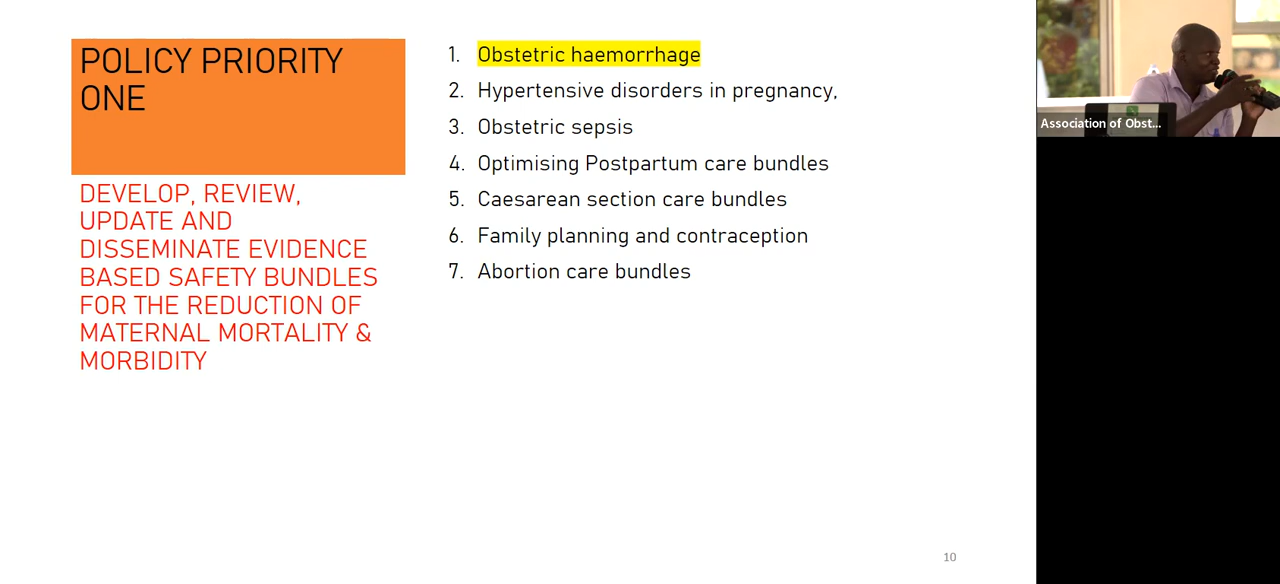 POLICY PRIORITY
ONE
DEVELOP, REVIEW,
UPDATE AND
DISSEMINATE EVIDENCE
BASED SAFETY BUNDLES
FOR THE REDUCTION OF
MATERNAL MORTALITY &
MORBIDITY
1. Obstetric haemorrhage
2. Hypertensive disorders in pregnancy,
3. Obstetric sepsis
4. Optimising Postpartum care bundles
5. Caesarean section care bundles
6. Family planning and contraception
7. Abortion care bundles
10
Association of Obst...